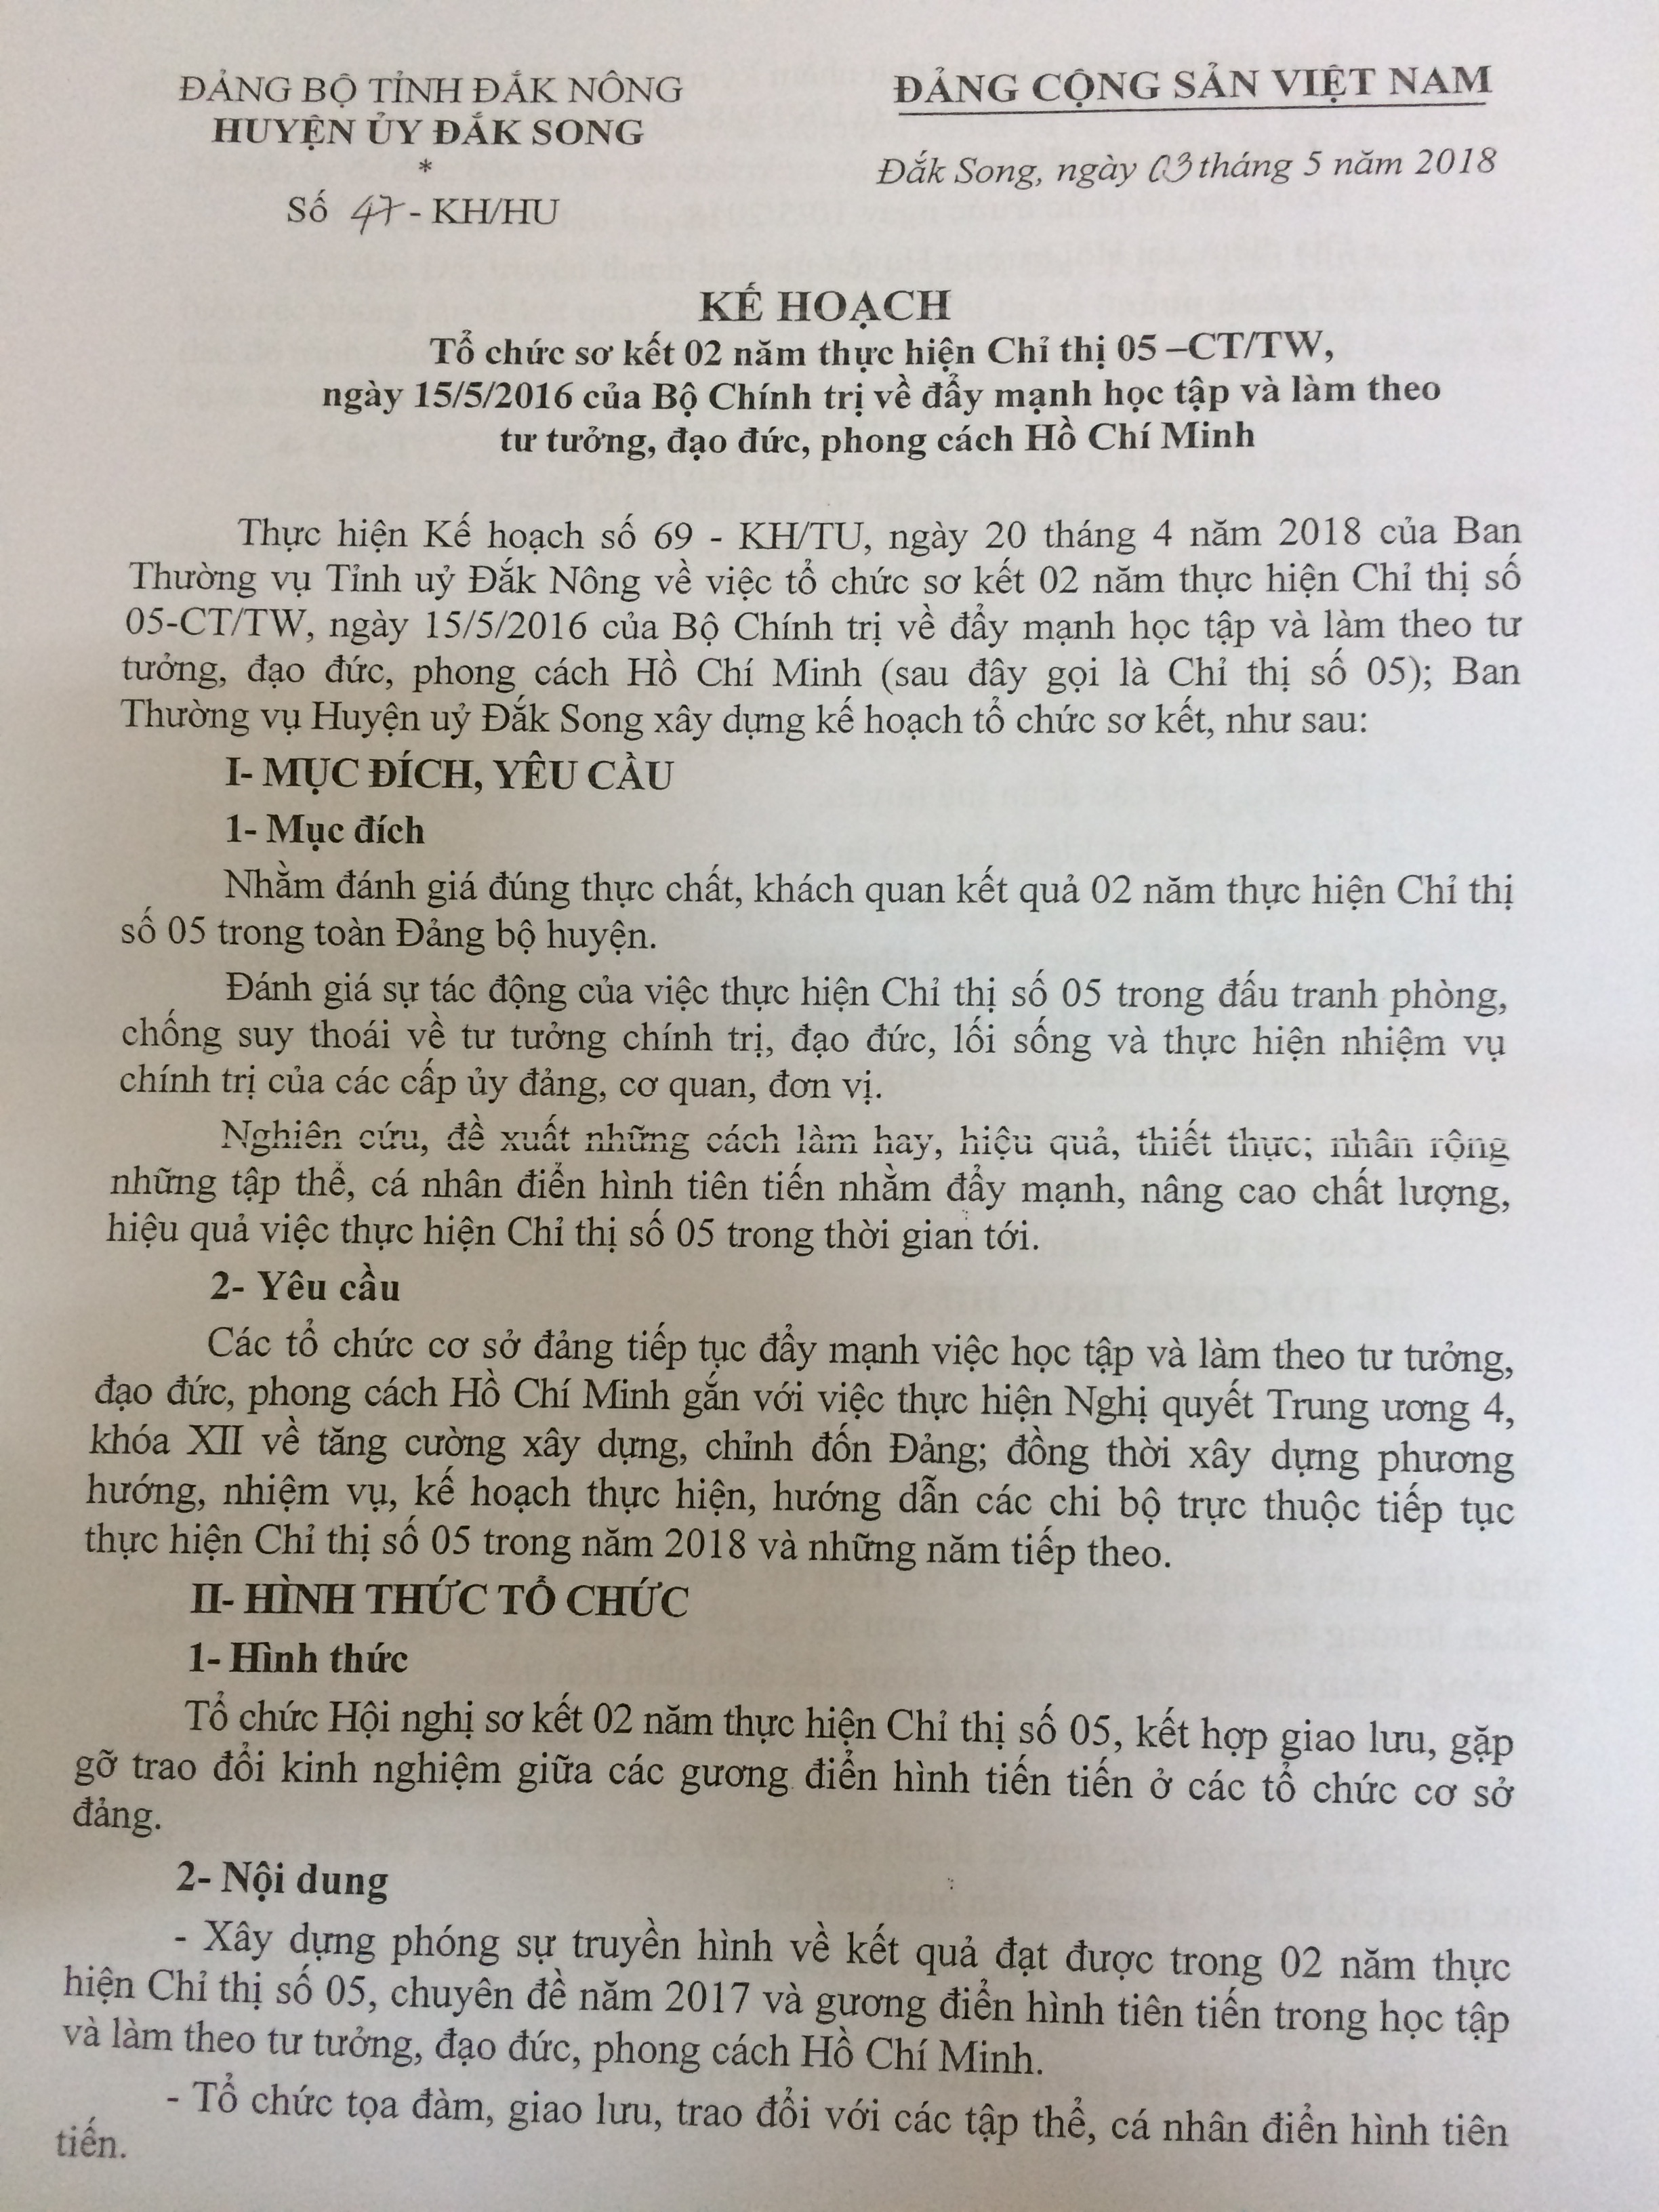 ĐẢNG BỘ TỈNH ĐẮK NÔNG
HUYỆN ỦY ĐẮK SONG
*
Số 47 - KH/HU
ĐẢNG CỘNG SẢN VIỆT NAM
Đắk Song, ngày 03 tháng 5 năm 2018
KẾ HOẠCH
Tổ chức sơ kết 02 năm thực hiện Chỉ thị 05 –CT/TW,
ngày 15/5/2016 của Bộ Chính trị về đẩy mạnh học tập và làm theo
tư tưởng, đạo đức, phong cách Hồ Chí Minh
Thực hiện Kế hoạch số 69 - KH/TU, ngày 20 tháng 4 năm 2018 của Ban
Thường vụ Tỉnh uỷ Đắk Nông về việc tổ chức sơ kết 02 năm thực hiện Chỉ thị số
05-CT/TW, ngày 15/5/2016 của Bộ Chính trị về đẩy mạnh học tập và làm theo tư
tưởng, đạo đức, phong cách Hồ Chí Minh (sau đây gọi là Chỉ thị số 05); Ban
Thường vụ Huyện uỷ Đắk Song xây dựng kế hoạch tổ chức sơ kết, như sau:
I- MỤC ĐÍCH, YÊU CẦU
1- Mục đích
Nhằm đánh giá đúng thực chất, khách quan kết quả 02 năm thực hiện Chỉ thị
số 05 trong toàn Đảng bộ huyện.
Đánh giá sự tác động của việc thực hiện Chỉ thị số 05 trong đấu tranh phòng,
chống suy thoái về tư tưởng chính trị, đạo đức, lối sống và thực hiện nhiệm vụ
chính trị của các cấp ủy đảng, cơ quan, đơn vị.
Nghiên cứu, đề xuất những cách làm hay, hiệu quả, thiết thực; nhân rộng
những tập thể, cá nhân điển hình tiên tiến nhằm đẩy mạnh, nâng cao chất lượng,
hiệu quả việc thực hiện Chỉ thị số 05 trong thời gian tới.
2- Yêu cầu
Các tổ chức cơ sở đảng tiếp tục đẩy mạnh việc học tập và làm theo tư tưởng,
đạo đức, phong cách Hồ Chí Minh gắn với việc thực hiện Nghị quyết Trung ương 4,
khóa XII về tăng cường xây dựng, chỉnh đốn Đảng; đồng thời xây dựng phương
hướng, nhiệm vụ, kế hoạch thực hiện, hướng dẫn các chi bộ trực thuộc tiếp tục
thực hiện Chỉ thị số 05 trong năm 2018 và những năm tiếp theo.
II- HÌNH THỨC TỔ CHỨC
1- Hình thức
Tổ chức Hội nghị sơ kết 02 năm thực hiện Chỉ thị số 05, kết hợp giao lưu, gặp
gỡ trao đổi kinh nghiệm giữa các gương điển hình tiến tiến ở các tổ chức cơ sở
đảng.
2- Nội dung
- Xây dựng phóng sự truyền hình về kết quả đạt được trong 02 năm thực
hiện Chỉ thị số 05, chuyên đề năm 2017 và gương điển hình tiên tiến trong học tập
và làm theo tư tưởng, đạo đức, phong cách Hồ Chí Minh.
- Tổ chức tọa đàm, giao lưu, trao đổi với các tập thể, cá nhân điển hình tiên
tiến.